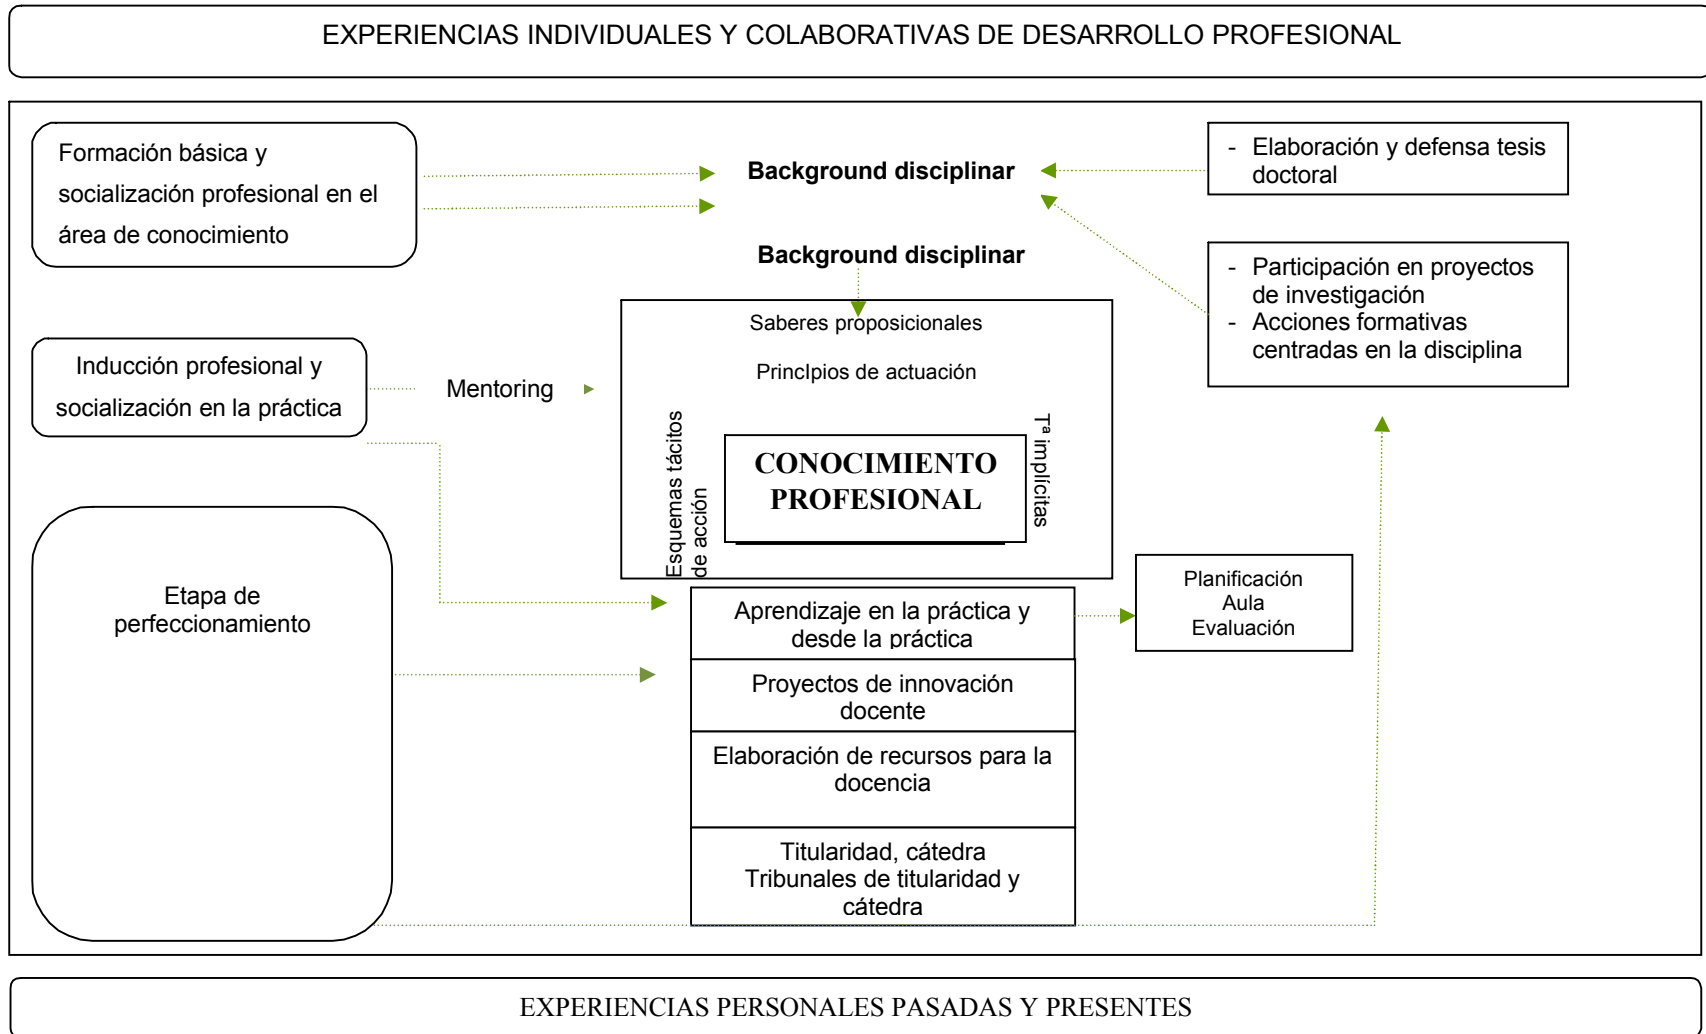 EXPERIENCIAS INDIVIDUALES Y COLABORATIVAS DE DESARROLLO PROFESIONAL
Formación básica y
socialización profesional en el
área de conocimiento
Background disciplinar
- Elaboración y defensa tesis
doctoral
Background disciplinar
- Participación en proyectos
de investigación
- Acciones formativas
centradas en la disciplina
Inducción profesional y
socialización en la práctica
Mentoring
Saberes proposicionales
PrincIpios de actuación
Esquemas tácitos
de acción
CONOCIMIENTO
PROFESIONAL
Tª implícitas
Etapa de
perfeccionamiento
Aprendizaje en la práctica y
desde la práctica
Planificación
Aula
Evaluación
Proyectos de innovación
docente
Elaboración de recursos para la
docencia
Titularidad, cátedra
Tribunales de titularidad y
cátedra
EXPERIENCIAS PERSONALES PASADAS Y PRESENTES